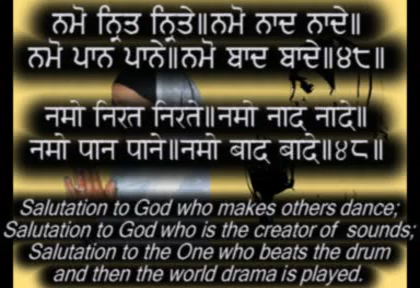 ਨਮੋ ਨ੍ਰਿਤ ਨ੍ਰਿਤੇ॥ਨਮੋ ਨਾਦ ਨਾਦੇ॥
ਨਮੋ ਪਾਨ ਪਾਨੇ॥ਨਮੋ ਬਾਦ ਬਾਦੇ॥੪੮॥
नमो निरत निरते॥नमो नाद नादे॥
नमो पान पाने॥नमो बाद बादे॥४८॥
Salutation to God who makes others dance;
Salutation to God who is the creator of sounds;
Salutation to the One who beats the drum
and then the world drama is played.